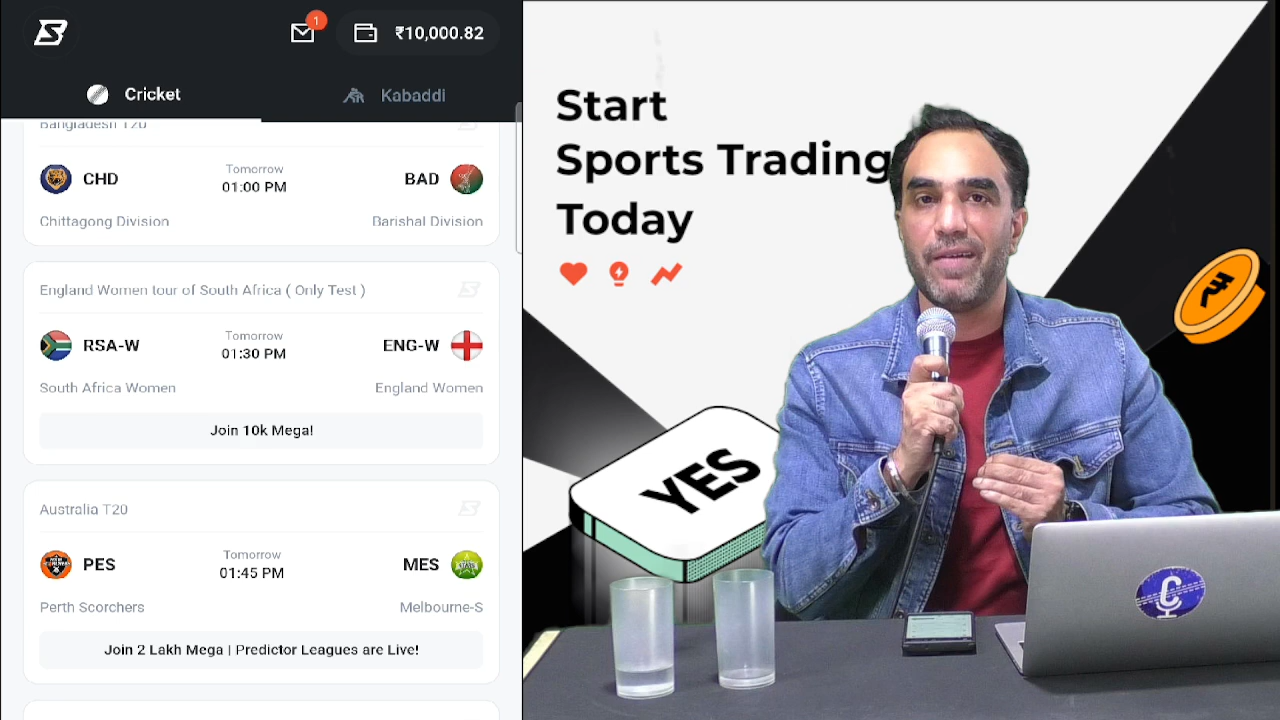 1
₹10,000.82
Cricket
Kabaddi
Bangladesh T20
CHD
Tomorrow
01:00 PM
BAD
Chittagong Division
Barishal Division
England Women tour of South Africa ( Only Test )
RSA-W
Tomorrow
01:30 PM
ENG-W
South Africa Women
England Women
Join 10k Mega!
Australia T20
PES
Tomorrow
01:45 PM
MES
Perth Scorchers
Melbourne-S
Join 2 Lakh Mega | Predictor Leagues are Live!
Start
Sports Trading
Today
₹
YES